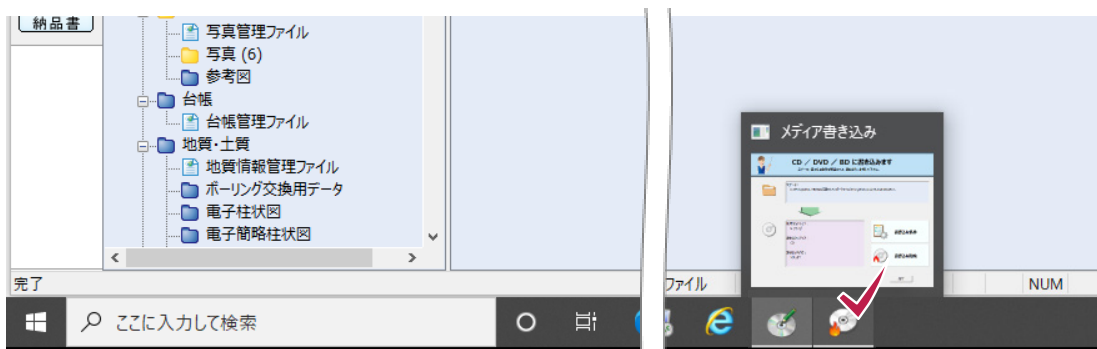 納品書
写真管理ファイル
写真 (6)
参考図
台帳
台帳管理ファイル
地質・土質
地質情報管理ファイル
ボーリング交換用データ
電子柱状図
電子簡略柱状図
完了
ファイル
NUM
メディア書き込み
CD / DVD / BD に書き込みます
ここに入力して検索